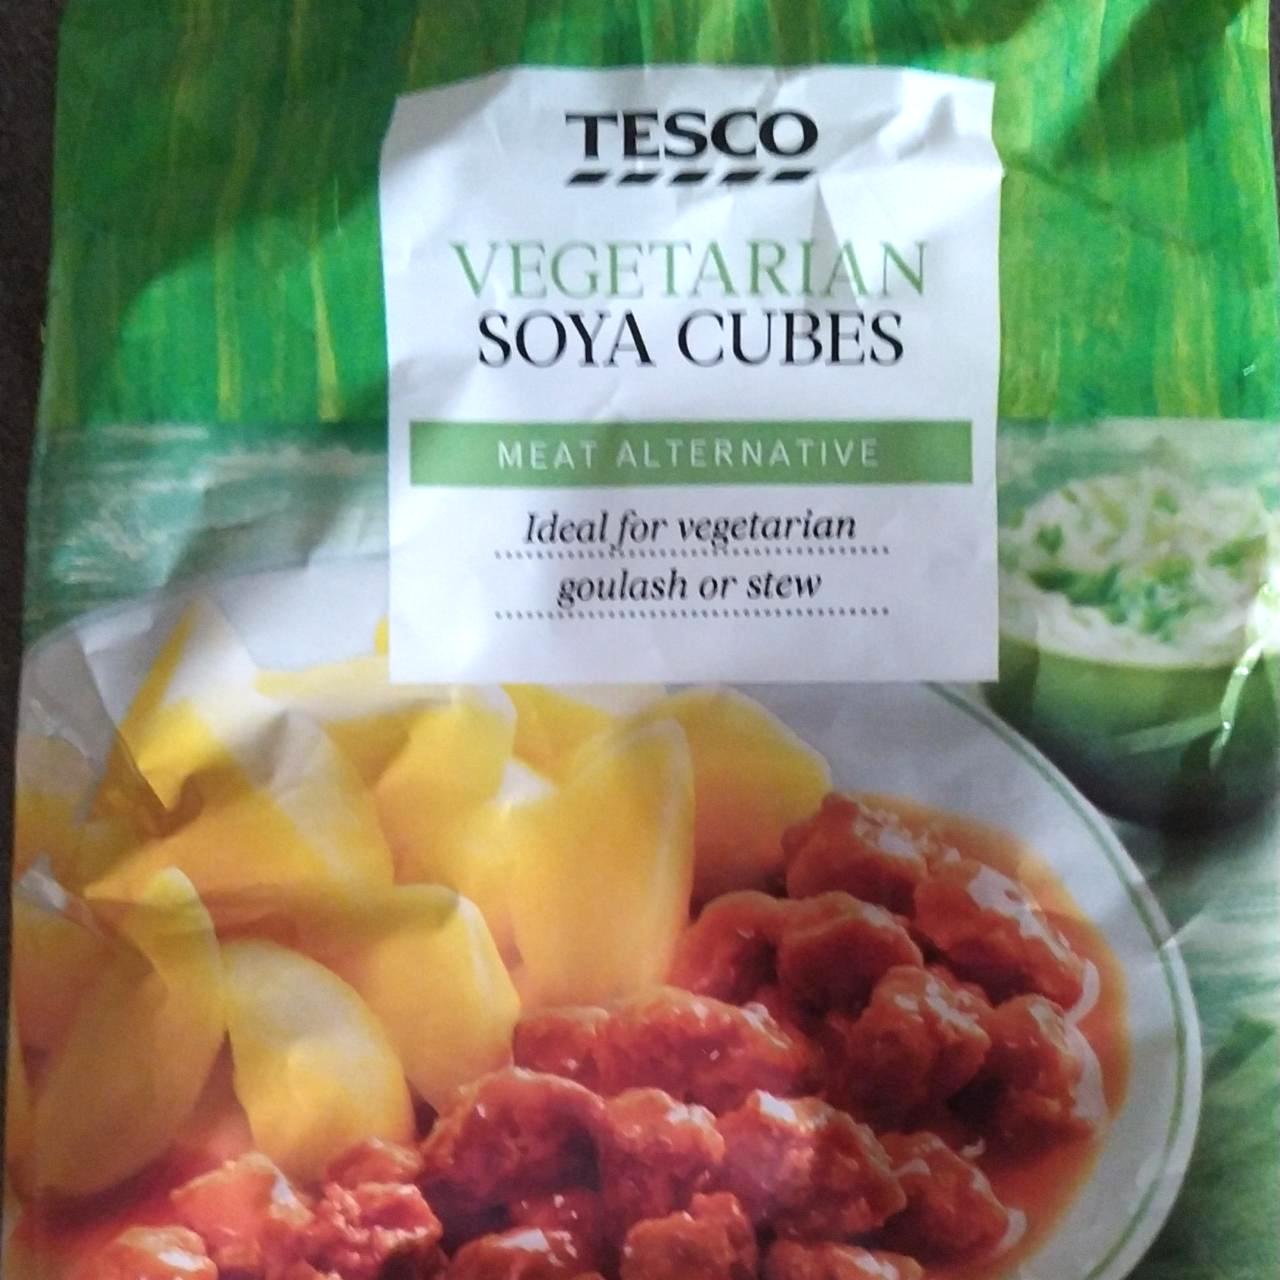 TESCO
VEGETARIAN
SOYA CUBES
MEAT ALTERNATIVE
Ideal for vegetarian
goulash or stew